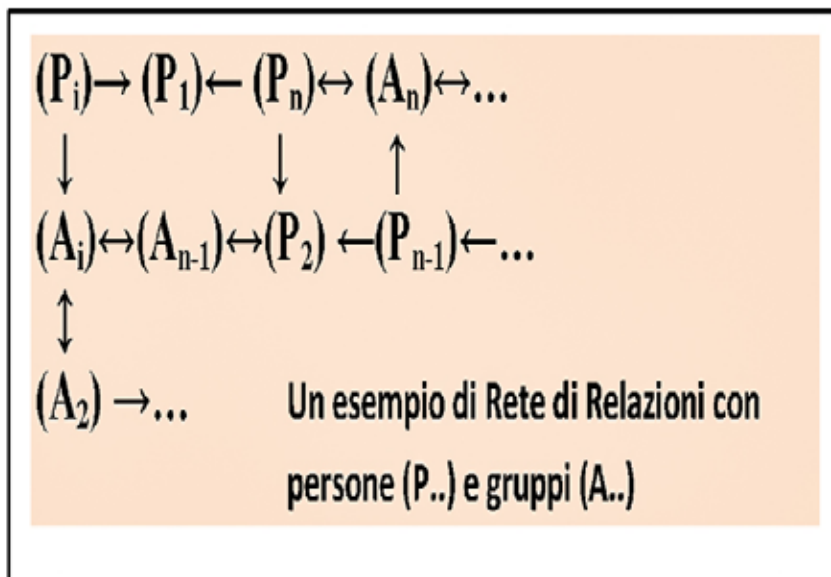 (Pᵢ)→(P₁)←(Pₙ)↔(Aₙ)↔...
↓ ↓ ↑
(Aᵢ)↔(Aₙ₋₁)↔(P₂)←(Pₙ₋₁)←...
↕
(A₂)→...
Un esempio di Rete di Relazioni con
persone (P..) e gruppi (A..)